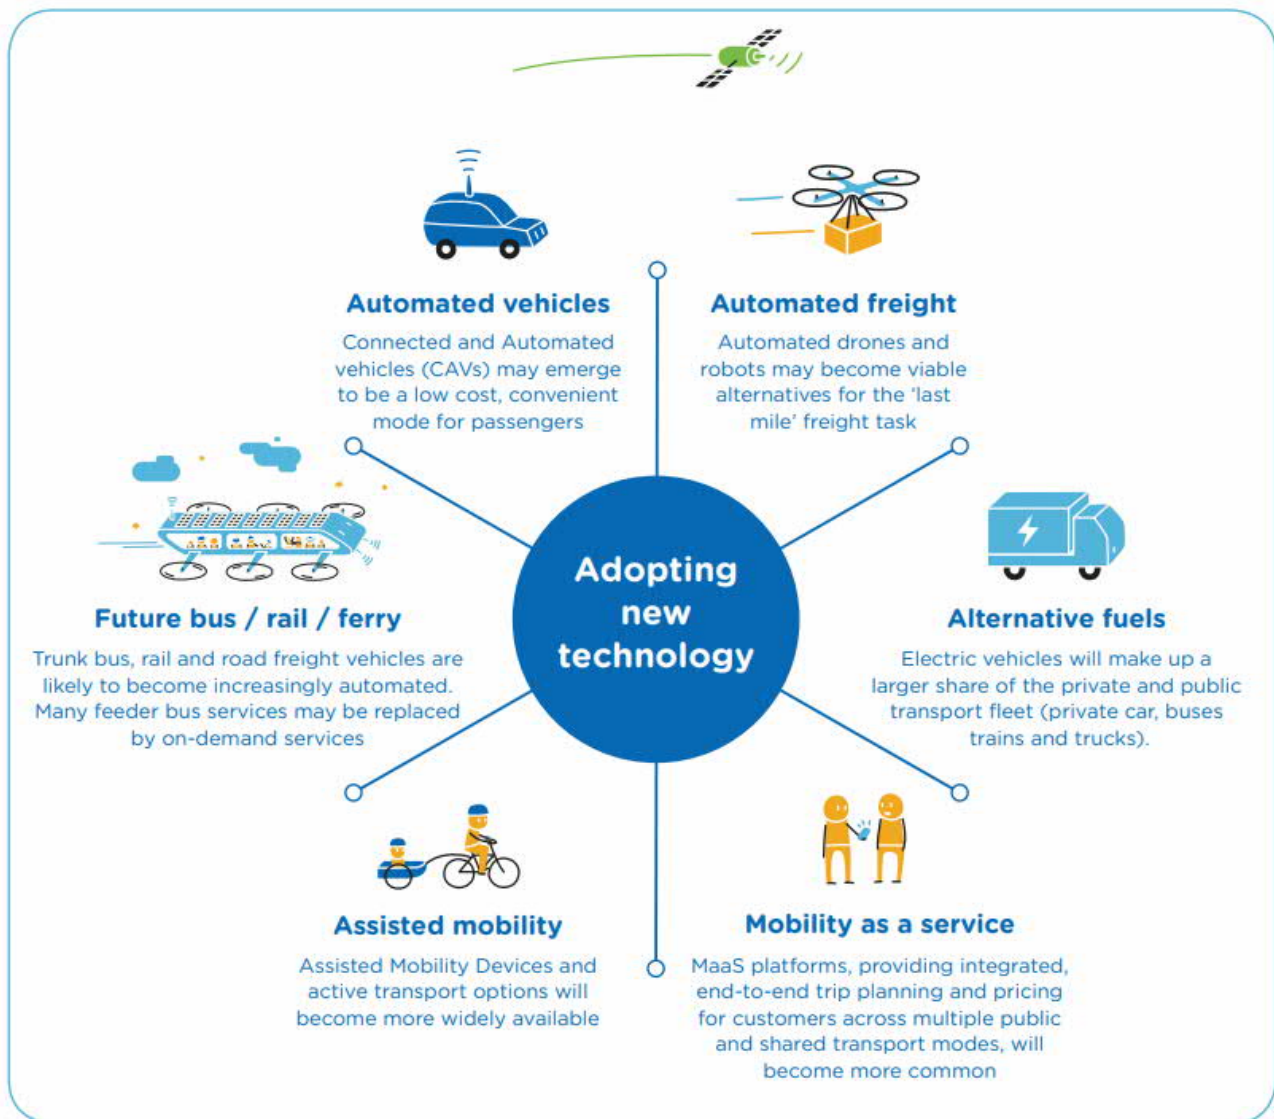 Automated vehicles
Connected and Automated
vehicles (CAVs) may emerge
to be a low cost, convenient
mode for passengers
Automated freight
Automated drones and
robots may become viable
alternatives for the ‘last
mile’ freight task
Future bus / rail / ferry
Trunk bus, rail and road freight vehicles are
likely to become increasingly automated.
Many feeder bus services may be replaced
by on-demand services
Adopting
new
technology
Alternative fuels
Electric vehicles will make up a
larger share of the private and public
transport fleet (private car, buses
trains and trucks).
Assisted mobility
Assisted Mobility Devices and
active transport options will
become more widely available
Mobility as a service
MaaS platforms, providing integrated,
end-to-end trip planning and pricing
for customers across multiple public
and shared transport modes, will
become more common